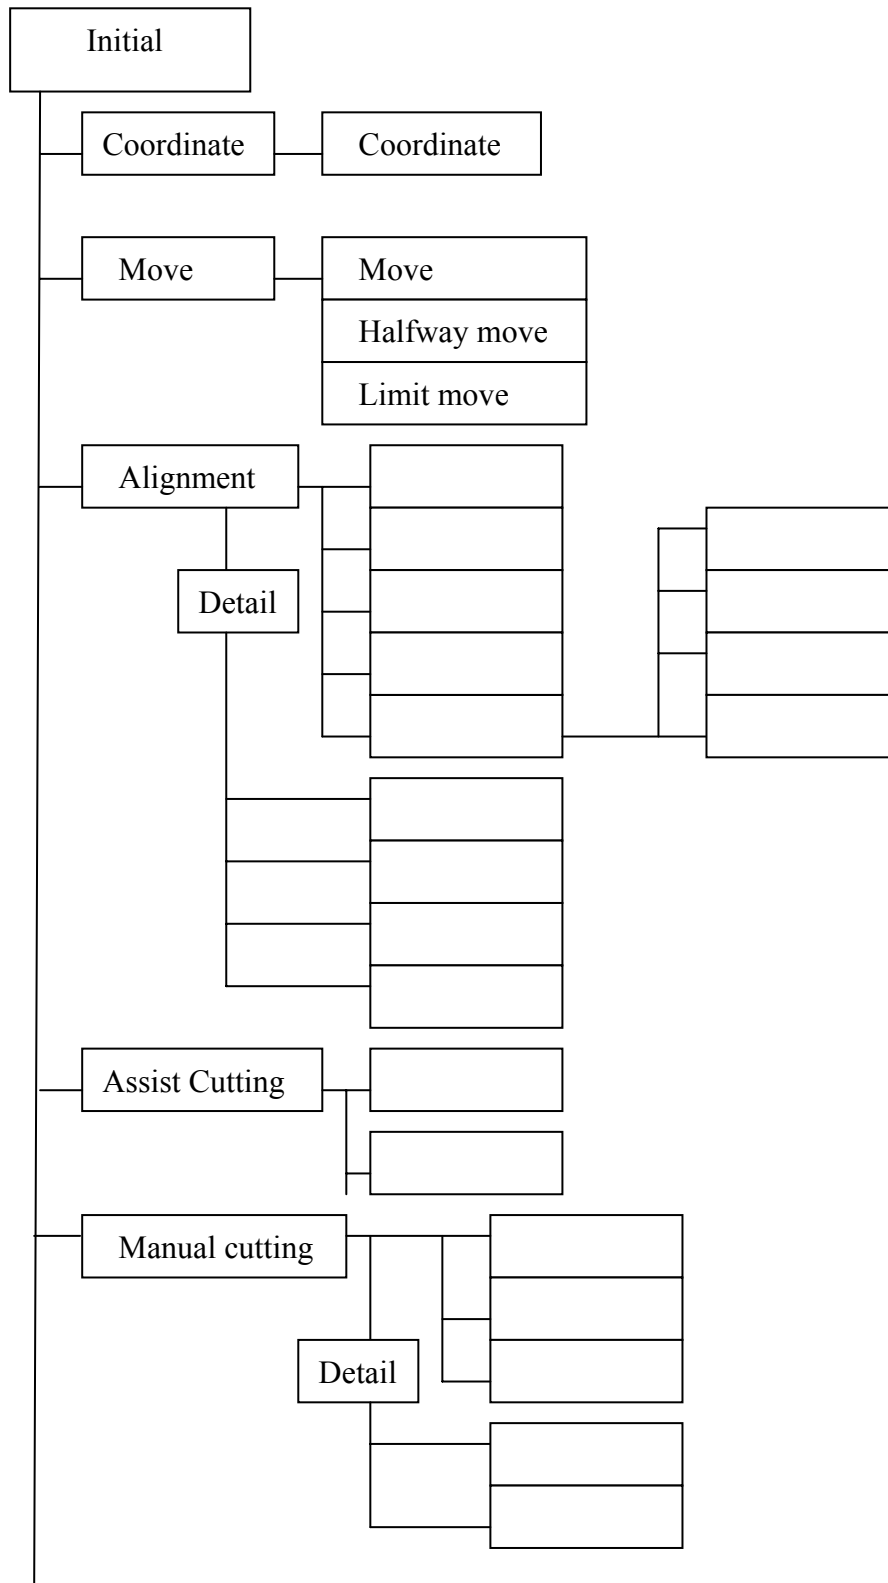 Initial
Coordinate
Coordinate
Move
Move
Halfway move
Limit move
Alignment
Detail
Assist Cutting
Manual cutting
Detail